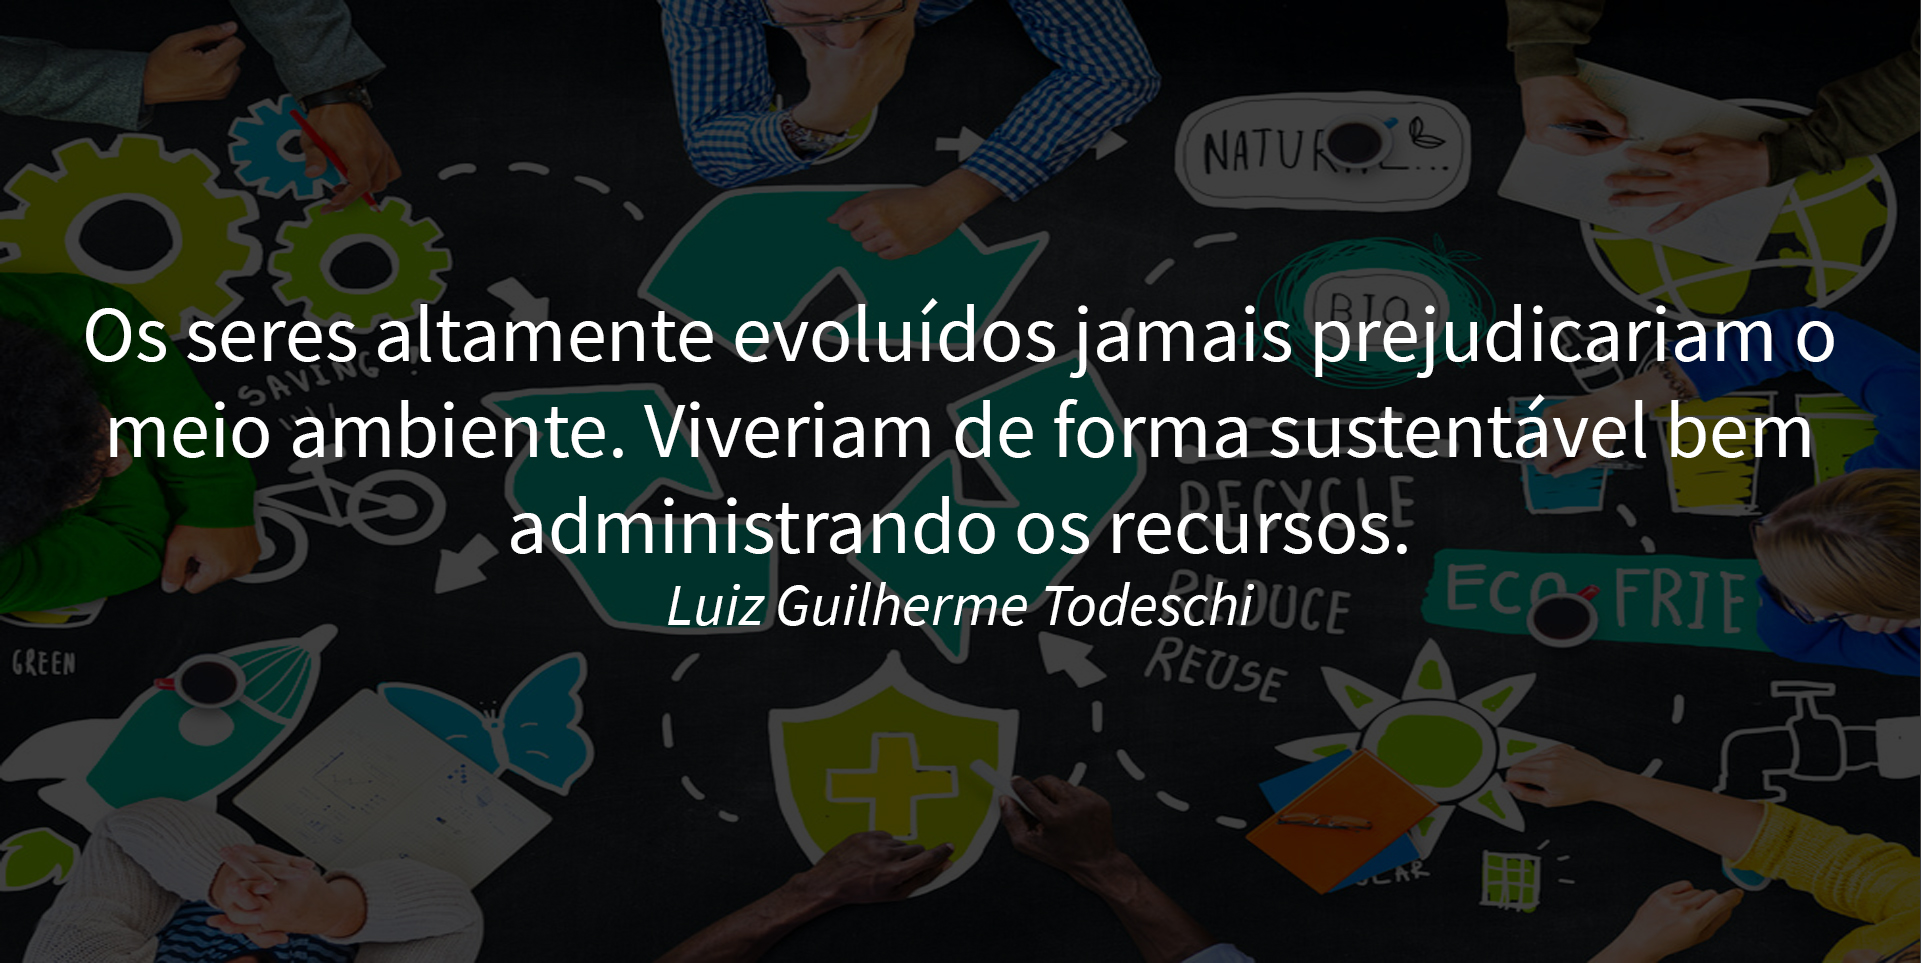 NATURAL...
BIO
Os seres altamente evoluídos jamais prejudicariam o
meio ambiente. Viveriam de forma sustentável bem
administrando os recursos.
Luiz Guilherme Todeschi
SAVING
RECYCLE
REDUCE
REUSE
ECO FRIE
GREEN